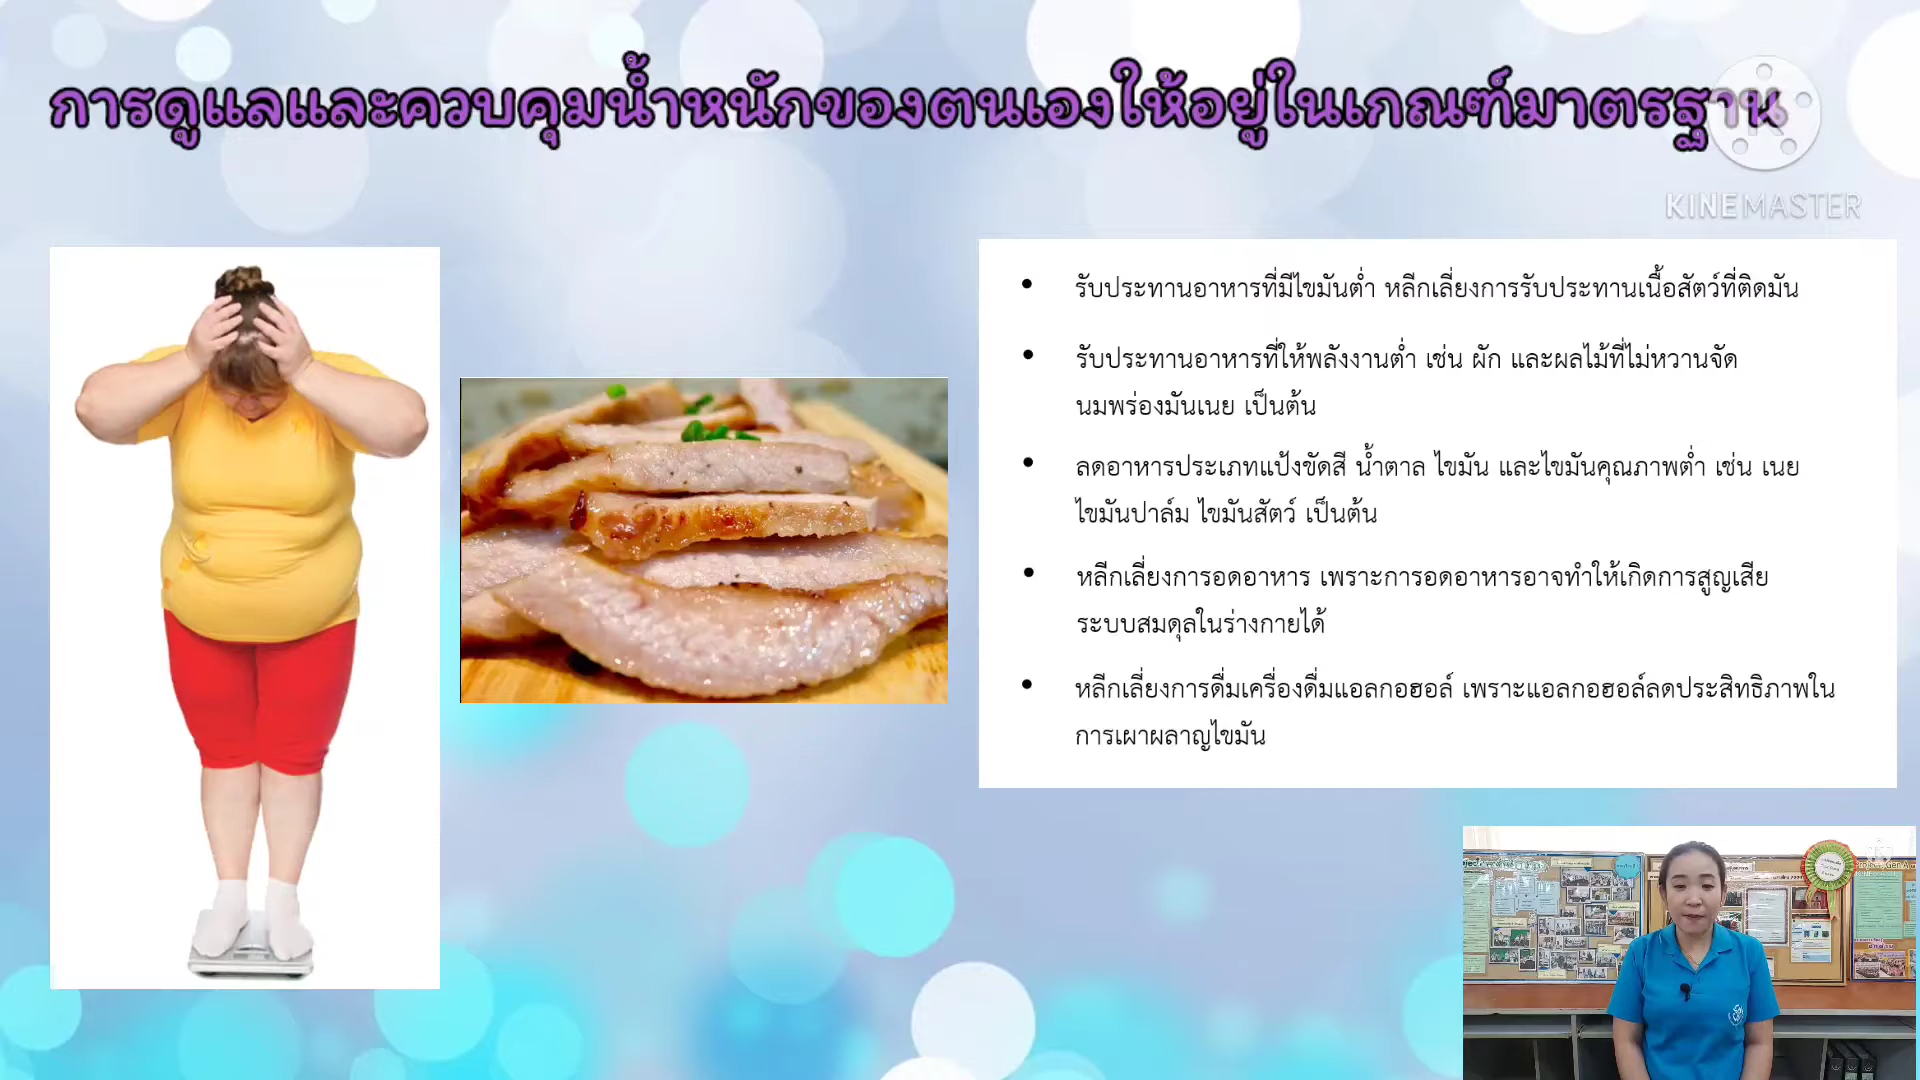 การดูแลและควบคุมน้ำหนักของตนเองให้อยู่ในเกณฑ์มาตรฐาน
KINEMASTER
• รับประทานอาหารที่มีไขมันต่ำ หลีกเลี่ยงการรับประทานเนื้อสัตว์ที่ติดมัน
• รับประทานอาหารที่ให้พลังงานต่ำ เช่น ผัก และผลไม้ที่ไม่หวานจัด
นมพร่องมันเนย เป็นต้น
• ลดอาหารประเภทแป้งขัดสี น้ำตาล ไขมัน และไขมันคุณภาพต่ำ เช่น เนย
ไขมันปาล์ม ไขมันสัตว์ เป็นต้น
• หลีกเลี่ยงการอดอาหาร เพราะการอดอาหารอาจทำให้เกิดการสูญเสีย
ระบบสมดุลในร่างกายได้
• หลีกเลี่ยงการดื่มเครื่องดื่มแอลกอฮอล์ เพราะแอลกอฮอล์ลดประสิทธิภาพใน
การเผาผลาญไขมัน